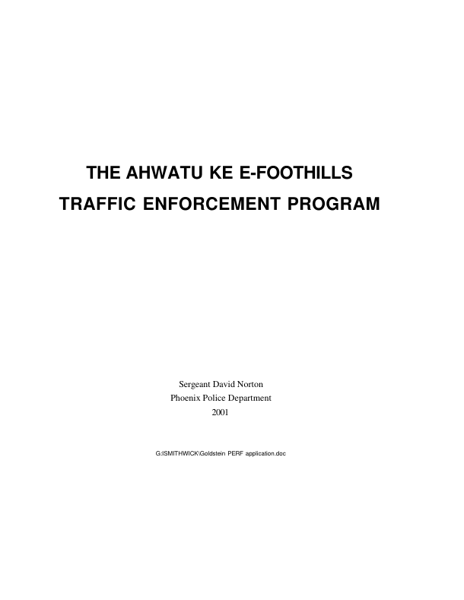 THE AHWATU KE E-FOOTHILLS
TRAFFIC ENFORCEMENT PROGRAM
Sergeant David Norton
Phoenix Police Department
2001
G:\SMITHWICK\Goldstein PERF application.doc